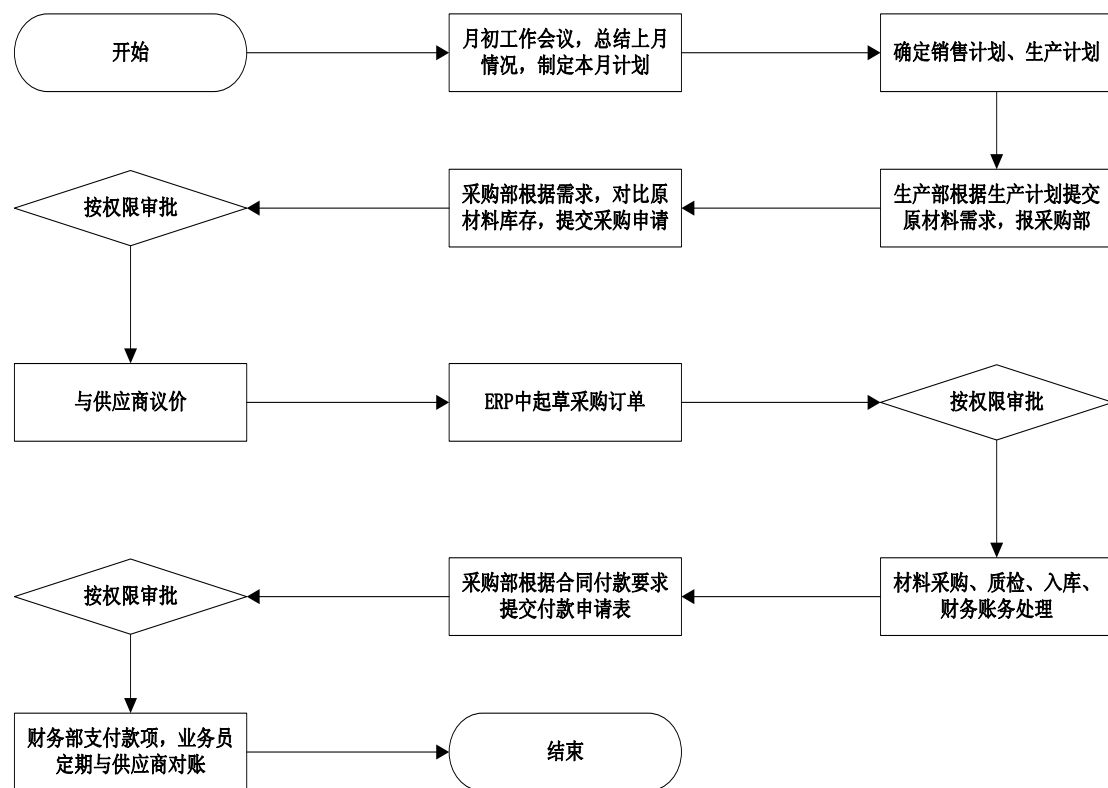 开始
月初工作会议，总结上月
情况，制定本月计划
确定销售计划、生产计划
按权限审批
采购部根据需求，对比原
材料库存，提交采购申请
生产部根据生产计划提交
原材料需求，报采购部
与供应商议价
ERP中起草采购订单
按权限审批
按权限审批
采购部根据合同付款要求
提交付款申请表
材料采购、质检、入库、
财务账务处理
财务部支付款项，业务员
定期与供应商对账
结束